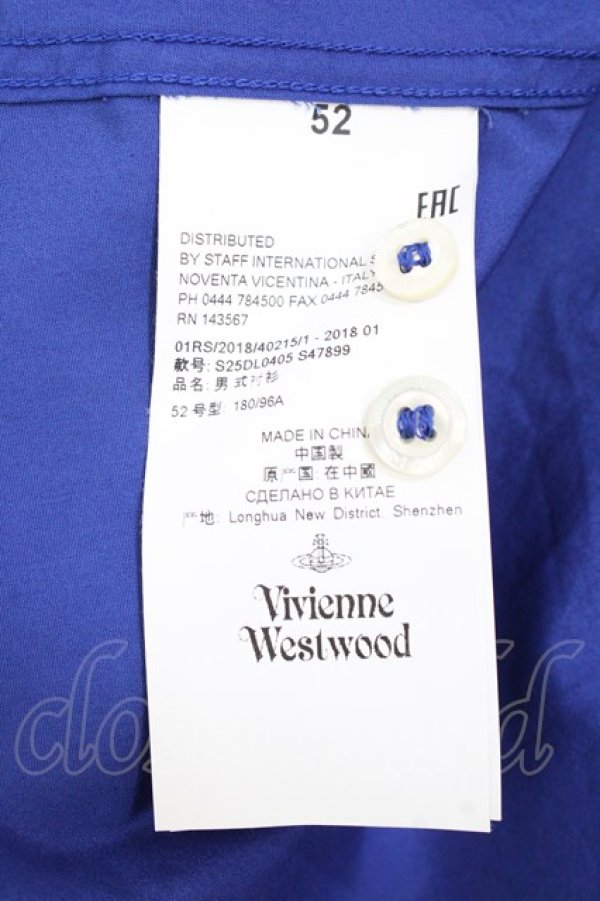 52
EAC
DISTRIBUTED
BY STAFF INTERNATIONAL S
NOVENTA VICENTINA - ITALY
PH 0444 784500 FAX 0444 7845
RN 143567
01RS/2018/40215/1 - 2018 01
款号: S25DL0405 S47899
品名: 男式衬衫
52 号型: 180/96A
MADE IN CHINA
中国製
原产国: 在中國
СДЕЛАНО В КИТАЕ
产地: Longhua New District. Shenzhen
Vivienne
Westwood